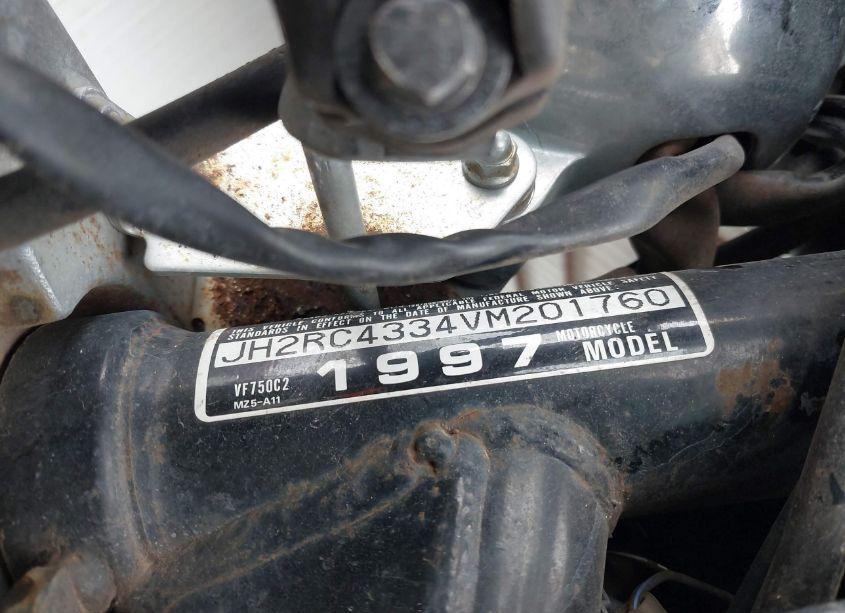 THIS VEHICLE CONFORMS TO ALL APPLICABLE FEDERAL MOTOR VEHICLE SAFETY
STANDARDS IN EFFECT ON THE DATE OF MANUFACTURE SHOWN ABOVE.
JH2RC4334VM201760
VF750C2
MZ5-A11
1997
MOTORCYCLE
MODEL